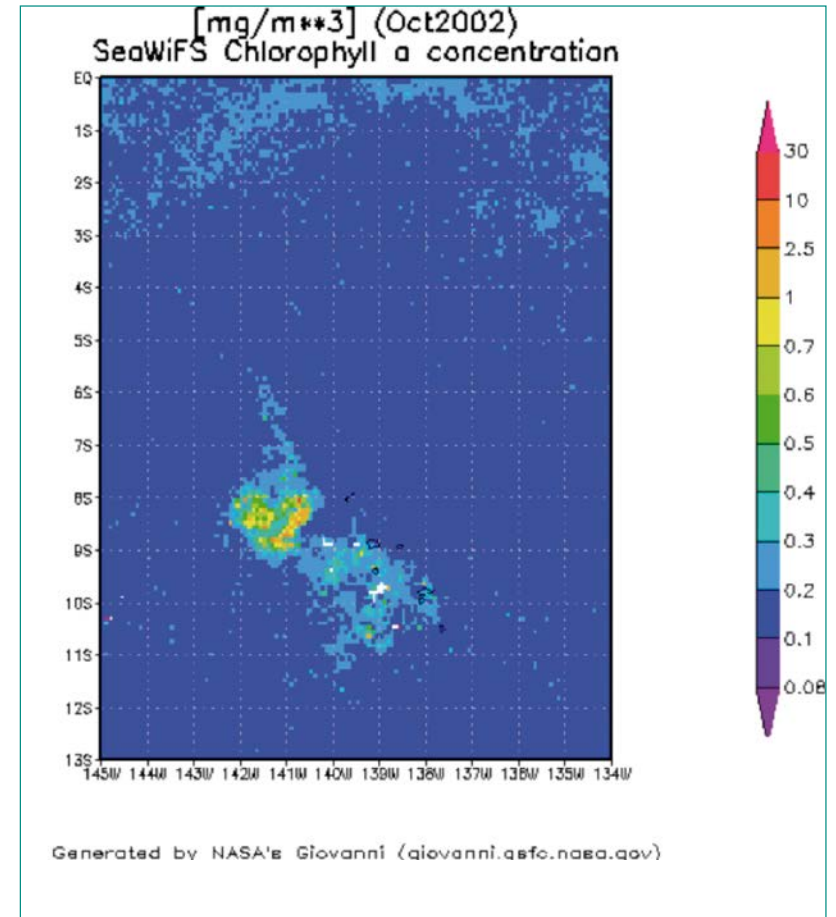 [mg/m**3] (Oct2002)
SeaWiFS Chlorophyll a concentration
EQ
1S
2S
3S
4S
5S
6S
7S
8S
9S
10S
11S
12S
13S
145W 144W 143W 142W 141W 140W 139W 138W 137W 136W 135W 134W
30
10
2.5
1
0.7
0.6
0.5
0.4
0.3
0.2
0.1
0.08
Generated by NASA's Giovanni (giovanni.gsfc.nasa.gov)